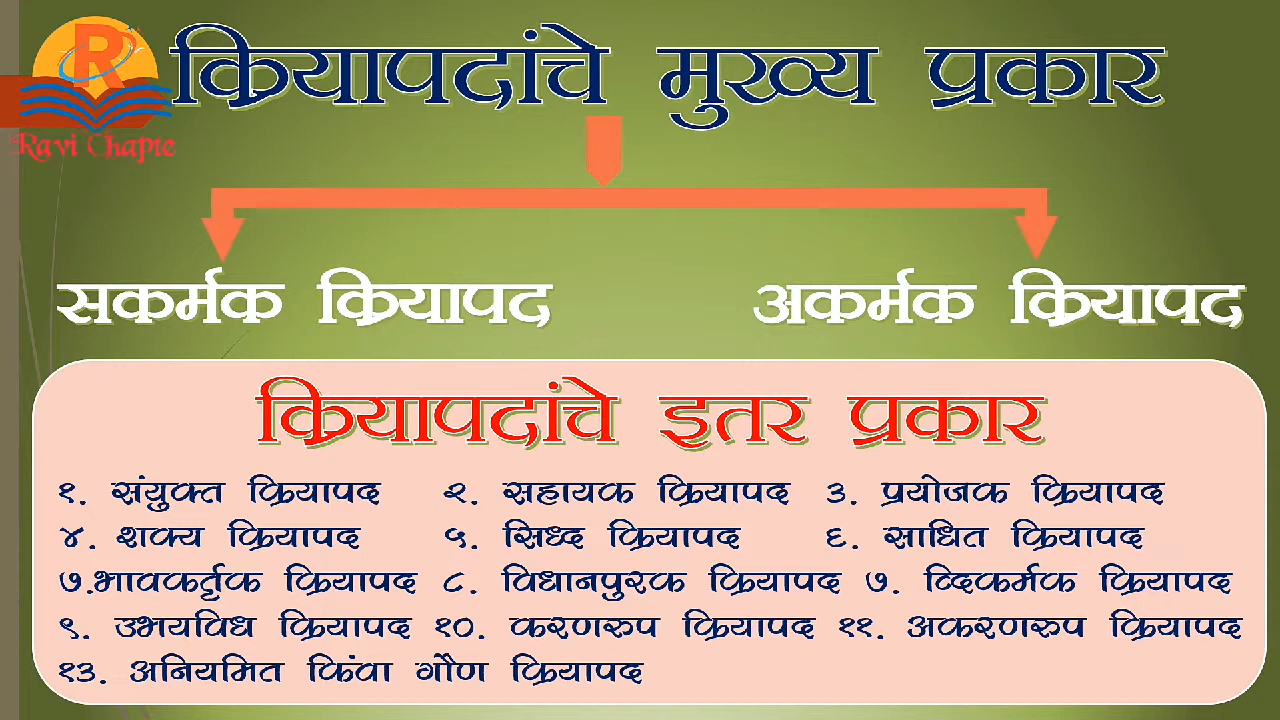 क्रियापदांचे मुख्य प्रकार
Ravi Chapte
सकर्मक क्रियापद अकर्मक क्रियापद
क्रियापदांचे इतर प्रकार
१. संयुक्त क्रियापद २. सहायक क्रियापद ३. प्रयोजक क्रियापद
४. शक्य क्रियापद ५. सिध्द क्रियापद ६. साधित क्रियापद
७.भावकर्तृक क्रियापद ८. विधानपुरक क्रियापद ७. व्दिकर्मक क्रियापद
९. उभयविध क्रियापद १०. करणरुप क्रियापद ११. अकरणरुप क्रियापद
१३. अनियमित किंवा गौण क्रियापद